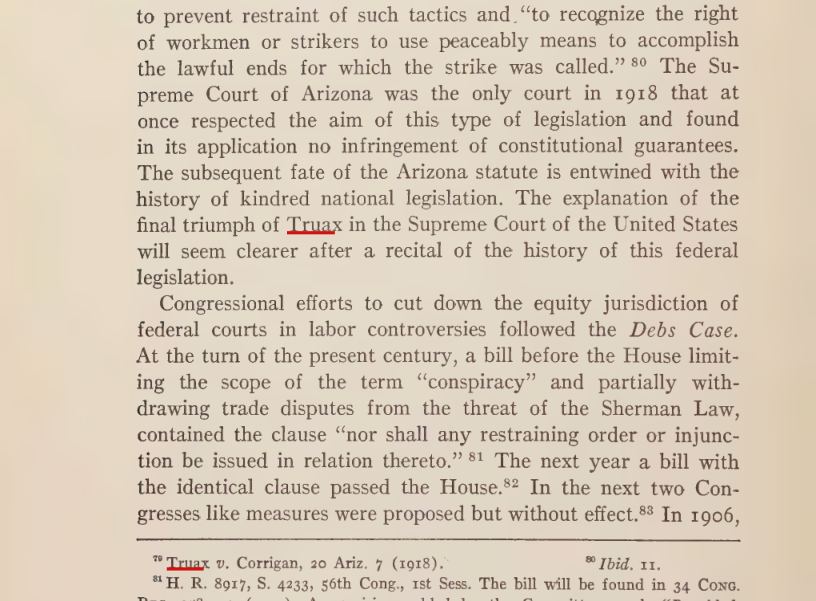 to prevent restraint of such tactics and “to recognize the right
of workmen or strikers to use peaceably means to accomplish
the lawful ends for which the strike was called.” 80 The Su-
preme Court of Arizona was the only court in 1918 that at
once respected the aim of this type of legislation and found
in its application no infringement of constitutional guarantees.
The subsequent fate of the Arizona statute is entwined with the
history of kindred national legislation. The explanation of the
final triumph of Truax in the Supreme Court of the United States
will seem clearer after a recital of the history of this federal
legislation.
Congressional efforts to cut down the equity jurisdiction of
federal courts in labor controversies followed the Debs Case.
At the turn of the present century, a bill before the House limit-
ing the scope of the term “conspiracy” and partially with-
drawing trade disputes from the threat of the Sherman Law,
contained the clause “nor shall any restraining order or injunc-
tion be issued in relation thereto.” 81 The next year a bill with
the identical clause passed the House.82 In the next two Con-
gresses like measures were proposed but without effect.83 In 1906,
79 Truax v. Corrigan, 20 Ariz. 7 (1918). 80 Ibid. 11.
81 H. R. 8917, S. 4233, 56th Cong., 1st Sess. The bill will be found in 34 CONG.